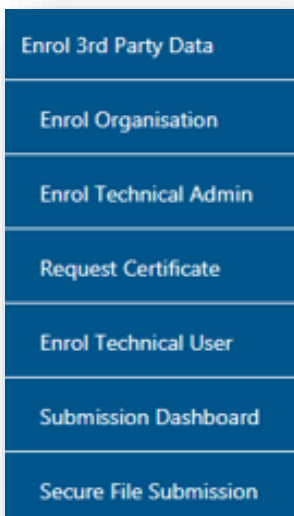 Enrol 3rd Party Data
Enrol Organisation
Enrol Technical Admin
Request Certificate
Enrol Technical User
Submission Dashboard
Secure File Submission